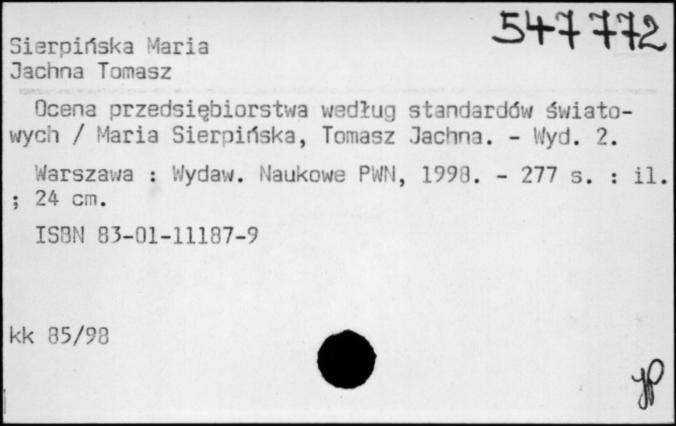 547772
Sierpińska Maria
Jachna Tomasz
Ocena przedsiębiorstwa według standardów świato-
wych / Maria Sierpińska, Tomasz Jachna. - Wyd. 2.
Warszawa : Wydaw. Naukowe PWN, 1998. - 277 s. : il.
; 24 cm.
ISBN 83-01-11187-9
kk 85/98